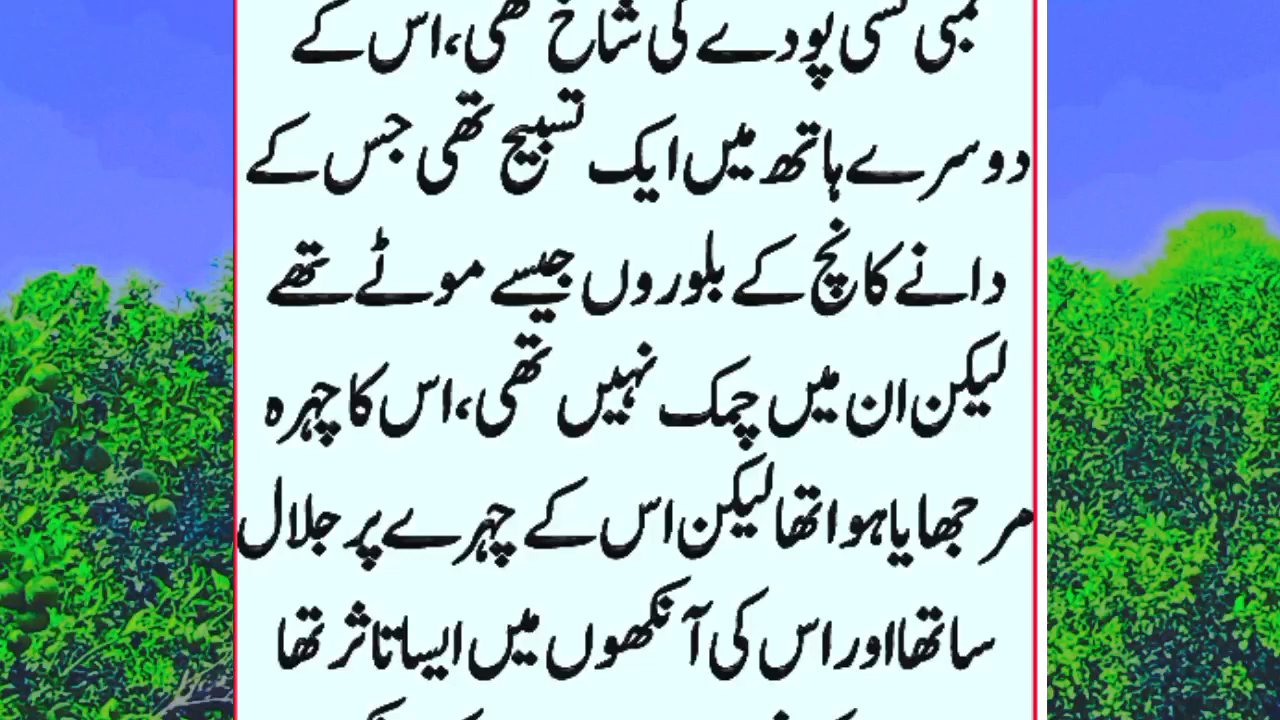 لمبی کسی پودے کی شاخ تھی، اس کے
دوسرے ہاتھ میں ایک تسبیح تھی جس کے
دانے کانچ کے بلوروں جیسے موٹے تھے
لیکن ان میں چمک نہیں تھی، اس کا چہرہ
مرجھایا ہوا تھا لیکن اس کے چہرے پر جلال
سا تھا اور اس کی آنکھوں میں ایسا تاثر تھا